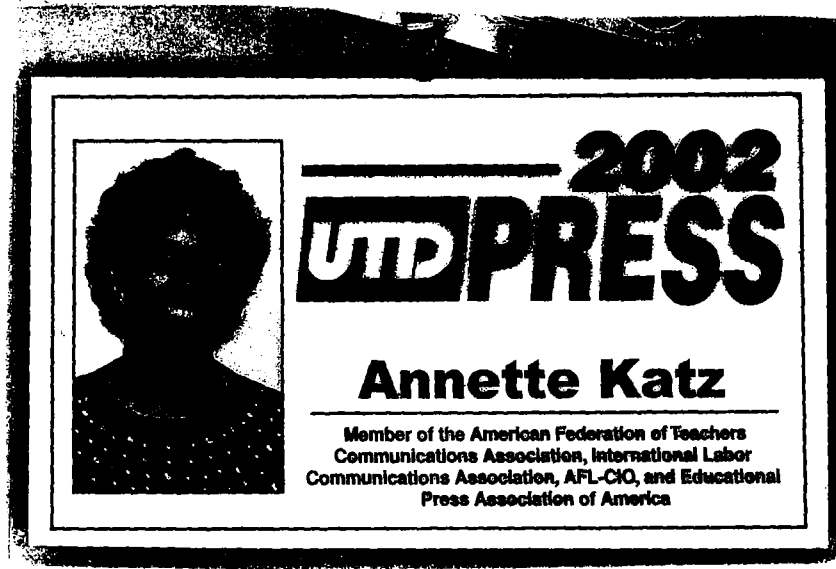 2002
UTD PRESS
Annette Katz
Member of the American Federation of Teachers
Communications Association, International Labor
Communications Association, AFL-CIO, and Educational
Press Association of America